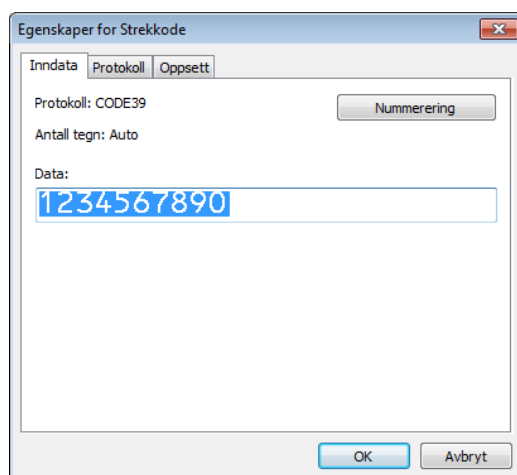 Egenskaper for Strekkode
Inndata Protokoll Oppsett
Protokoll: CODE39 Nummerering
Antall tegn: Auto
Data:
1234567890
OK Avbryt